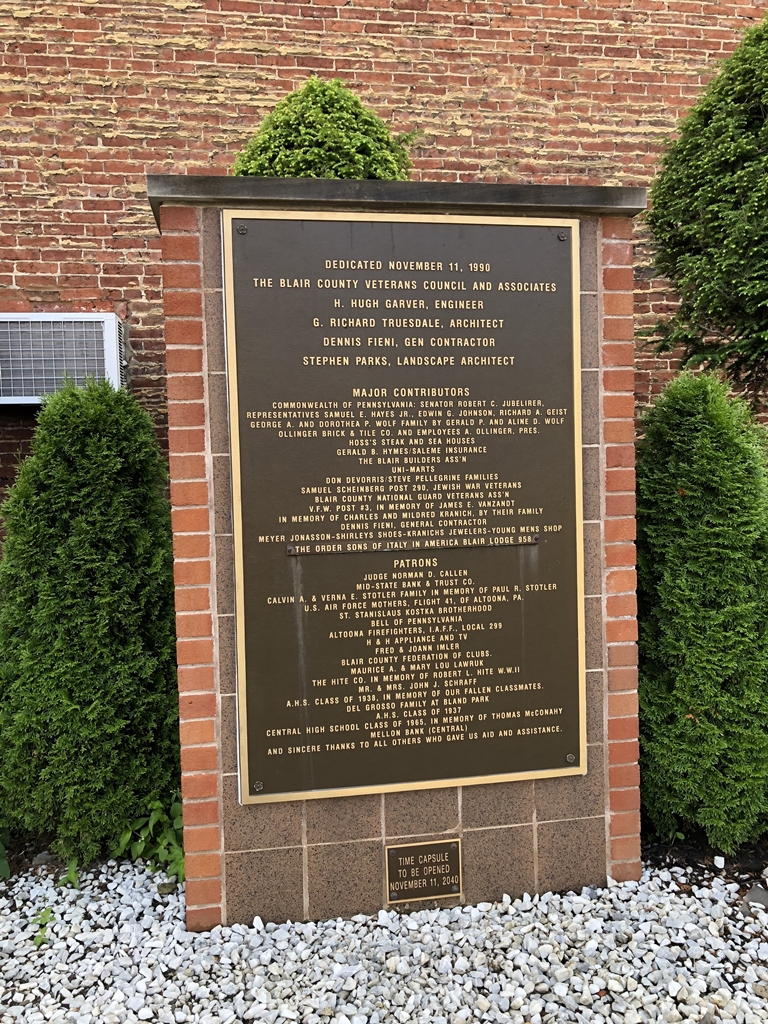 DEDICATED NOVEMBER 11, 1990
THE BLAIR COUNTY VETERANS COUNCIL AND ASSOCIATES
H. HUGH GARVER, ENGINEER
G. RICHARD TRUESDALE, ARCHITECT
DENNIS FIENI, GEN CONTRACTOR
STEPHEN PARKS, LANDSCAPE ARCHITECT
MAJOR CONTRIBUTORS
COMMONWEALTH OF PENNSYLVANIA: SENATOR ROBERT C. JUBELIRER,
REPRESENTATIVES SAMUEL E. HAYES JR., EDWIN G. JOHNSON, RICHARD A. GEIST
GEORGE A. AND DOROTHEA P. WOLF FAMILY BY GERALD P. AND ALINE D. WOLF
OLLINGER BRICK & TILE CO. AND EMPLOYEES A. OLLINGER, PRES.
HOSS'S STEAK AND SEA HOUSES
GERALD B. HYMES/SALEME INSURANCE
THE BLAIR BUILDERS ASS'N
UNI-MARTS
DON DEVORRIS/STEVE PELLEGRINE FAMILIES
SAMUEL SCHEINBERG POST 290, JEWISH WAR VETERANS
BLAIR COUNTY NATIONAL GUARD VETERANS ASS'N
V.F.W. POST #3, IN MEMORY OF JAMES E. VANZANDT
IN MEMORY OF CHARLES AND MILDRED KRANICH, BY THEIR FAMILY
DENNIS FIENI, GENERAL CONTRACTOR
MEYER JONASSON-SHIRLEYS SHOES-KRANICHS JEWELERS-YOUNG MENS SHOP
THE ORDER SONS OF ITALY IN AMERICA BLAIR LODGE 958
PATRONS
JUDGE NORMAN D. CALLEN
MID-STATE BANK & TRUST CO.
CALVIN A. & VERNA E. STOTLER FAMILY IN MEMORY OF PAUL R. STOTLER
U.S. AIR FORCE MOTHERS, FLIGHT 41, OF ALTOONA, PA.
ST. STANISLAUS KOSTKA BROTHERHOOD
BELL OF PENNSYLVANIA
ALTOONA FIREFIGHTERS, I.A.F.F., LOCAL 299
H & H APPLIANCE AND TV
FRED & JOANN IMLER
BLAIR COUNTY FEDERATION OF CLUBS.
MAURICE A. & MARY LOU LAWRUK
THE HITE CO. IN MEMORY OF ROBERT L. HITE W.W.II
MR. & MRS. JOHN J. SCHRAFF
A.H.S. CLASS OF 1938, IN MEMORY OF OUR FALLEN CLASSMATES.
DEL GROSSO FAMILY AT BLAND PARK
A.H.S. CLASS OF 1937
CENTRAL HIGH SCHOOL CLASS OF 1965, IN MEMORY OF THOMAS McCONAHY
MELLON BANK (CENTRAL)
AND SINCERE THANKS TO ALL OTHERS WHO GAVE US AID AND ASSISTANCE.
TIME CAPSULE
TO BE OPENED
NOVEMBER 11, 2040